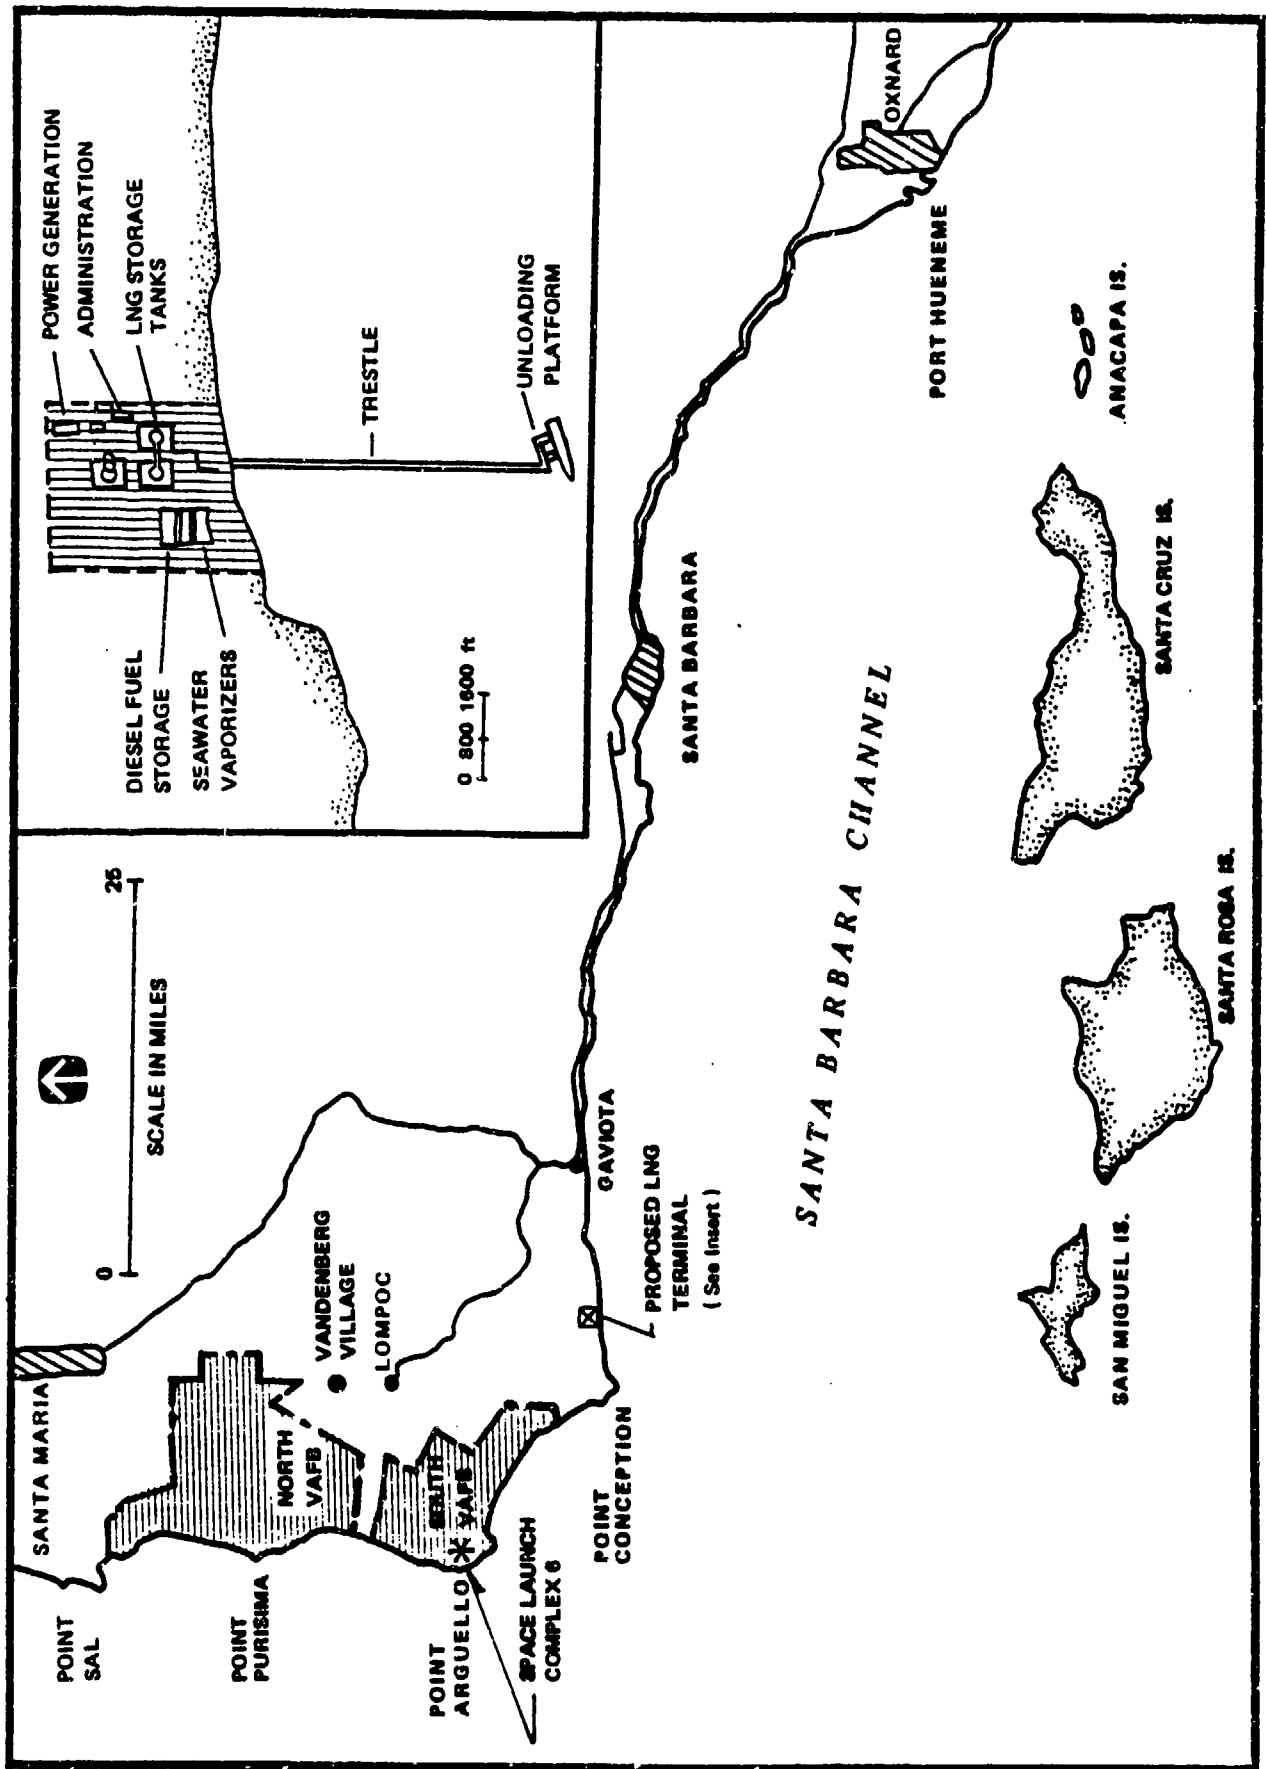 SANTA MARIA
POINT
SAL
POINT
PURISIMA
NORTH
VAFB
VANDENBERG
VILLAGE
LOMPOC
SOUTH
VAFB
POINT
ARGUELLO
SPACE LAUNCH
COMPLEX 6
POINT
CONCEPTION
PROPOSED LNG
TERMINAL
(See Insert)
GAVIOTA
0 25
SCALE IN MILES
DIESEL FUEL
STORAGE
SEAWATER
VAPORIZERS
POWER GENERATION
ADMINISTRATION
LNG STORAGE
TANKS
TRESTLE
UNLOADING
PLATFORM
0 800 1600 ft
SANTA BARBARA
OXNARD
PORT HUENEME
SANTA BARBARA CHANNEL
SAN MIGUEL IS.
SANTA ROSA IS.
SANTA CRUZ IS.
ANACAPA IS.